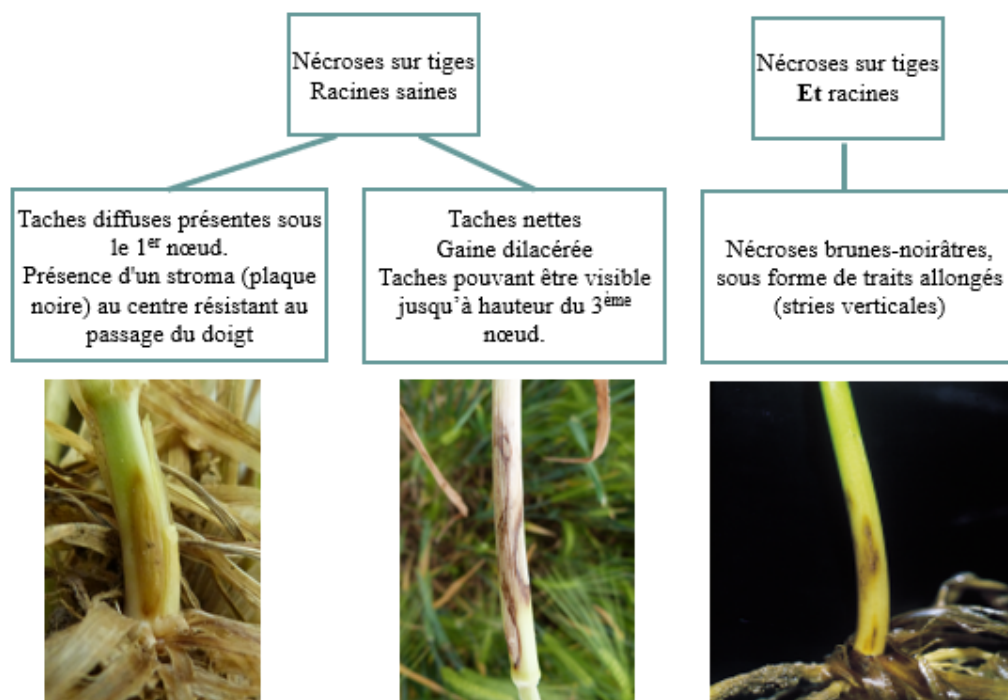 Nécroses sur tiges
Racines saines
Nécroses sur tiges
Et racines
Taches diffuses présentes sous
le 1er nœud.
Présence d'un stroma (plaque
noire) au centre résistant au
passage du doigt
Taches nettes
Gaine dilacérée
Taches pouvant être visible
jusqu'à hauteur du 3ème
nœud.
Nécroses brunes-noirâtres,
sous forme de traits allongés
(stries verticales)